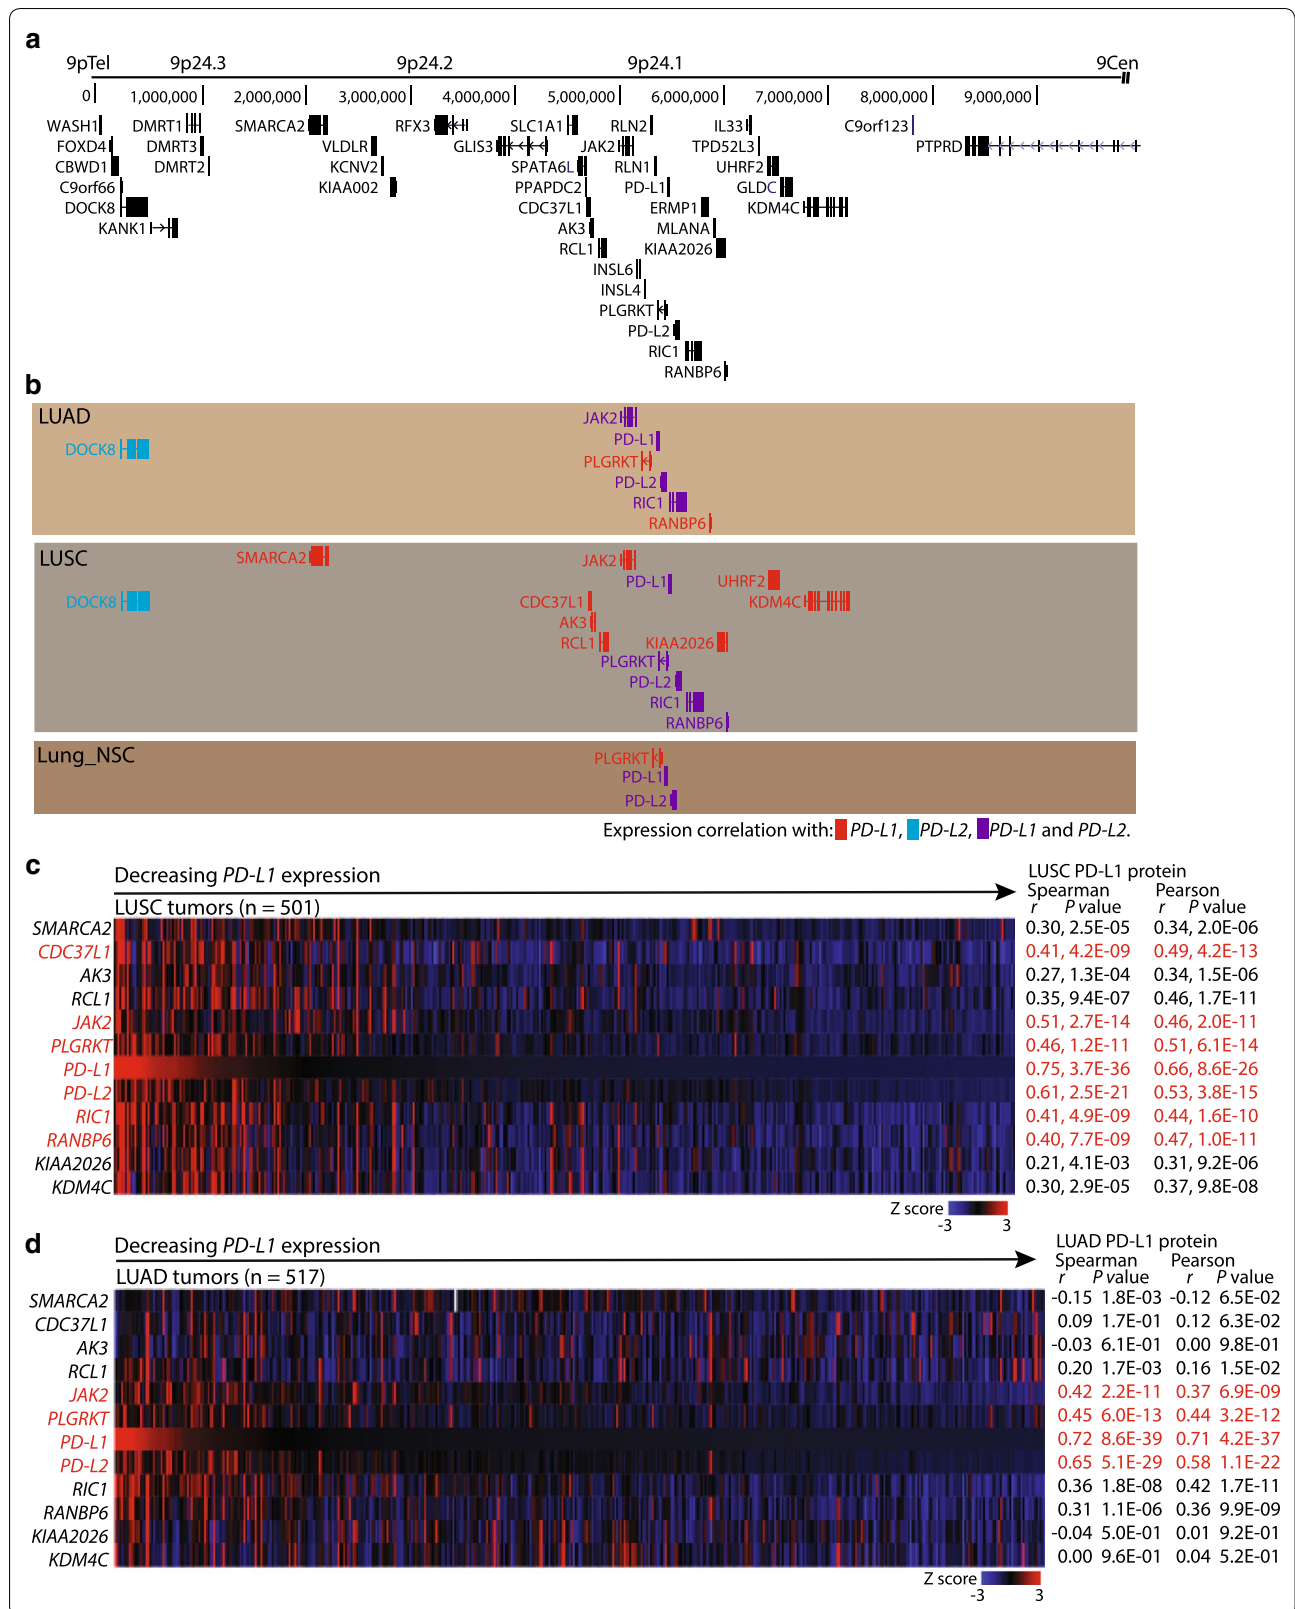 a
9pTel 9p24.3 9p24.2 9p24.1 9Cen
0 1,000,000 2,000,000 3,000,000 4,000,000 5,000,000 6,000,000 7,000,000 8,000,000 9,000,000
WASH1 DMRT1 SMARCA2 RFX3 SLC1A1 RLN2 IL33 C9orf123
FOXD4 DMRT3 VLDLR GLIS3 JAK2 TPD52L3 PTPRD
CBWD1 DMRT2 KCNV2 SPATA6L RLN1 UHRF2
C9orf66 KIAA002 PPAPDC2 PD-L1 GLDC
DOCK8 CDC37L1 ERMP1 KDM4C
KANK1 AK3 MLANA
RCL1 KIAA2026
INSL6
INSL4
PLGRKT
PD-L2
RIC1
RANBP6
b
LUAD JAK2
PD-L1
DOCK8
PLGRKT
PD-L2
RIC1
RANBP6
LUSC SMARCA2 JAK2
PD-L1 UHRF2
DOCK8 CDC37L1 KDM4C
AK3
RCL1 KIAA2026
PLGRKT
PD-L2
RIC1
RANBP6
Lung_NSC PLGRKT
PD-L1
PD-L2
Expression correlation with: PD-L1, PD-L2, PD-L1 and PD-L2.
c
Decreasing PD-L1 expression LUSC PD-L1 protein
Spearman Pearson
LUSC tumors (n = 501) r P value r P value
SMARCA2 0.30, 2.5E-05 0.34, 2.0E-06
CDC37L1 0.41, 4.2E-09 0.49, 4.2E-13
AK3 0.27, 1.3E-04 0.34, 1.5E-06
RCL1 0.35, 9.4E-07 0.46, 1.7E-11
JAK2 0.51, 2.7E-14 0.46, 2.0E-11
PLGRKT 0.46, 1.2E-11 0.51, 6.1E-14
PD-L1 0.75, 3.7E-36 0.66, 8.6E-26
PD-L2 0.61, 2.5E-21 0.53, 3.8E-15
RIC1 0.41, 4.9E-09 0.44, 1.6E-10
RANBP6 0.40, 7.7E-09 0.47, 1.0E-11
KIAA2026 0.21, 4.1E-03 0.31, 9.2E-06
KDM4C 0.30, 2.9E-05 0.37, 9.8E-08
Z score
-3 3
d
Decreasing PD-L1 expression LUAD PD-L1 protein
Spearman Pearson
LUAD tumors (n = 517) r P value r P value
SMARCA2 -0.15 1.8E-03 -0.12 6.5E-02
CDC37L1 0.09 1.7E-01 0.12 6.3E-02
AK3 -0.03 6.1E-01 0.00 9.8E-01
RCL1 0.20 1.7E-03 0.16 1.5E-02
JAK2 0.42 2.2E-11 0.37 6.9E-09
PLGRKT 0.45 6.0E-13 0.44 3.2E-12
PD-L1 0.72 8.6E-39 0.71 4.2E-37
PD-L2 0.65 5.1E-29 0.58 1.1E-22
RIC1 0.36 1.8E-08 0.42 1.7E-11
RANBP6 0.31 1.1E-06 0.36 9.9E-09
KIAA2026 -0.04 5.0E-01 0.01 9.2E-01
KDM4C 0.00 9.6E-01 0.04 5.2E-01
Z score
-3 3